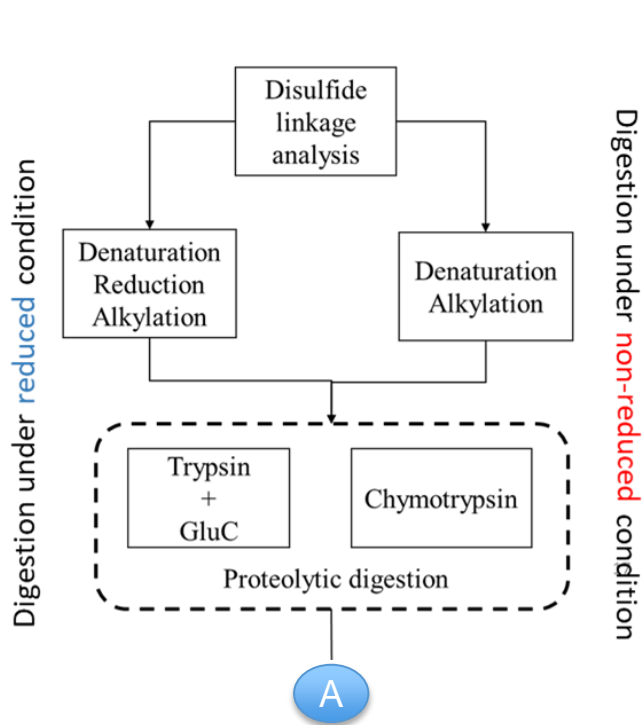 Disulfide
linkage
analysis
Digestion under reduced condition
Digestion under non-reduced condition
Denaturation
Reduction
Alkylation
Denaturation
Alkylation
Trypsin
+
GluC
Chymotrypsin
Proteolytic digestion
A